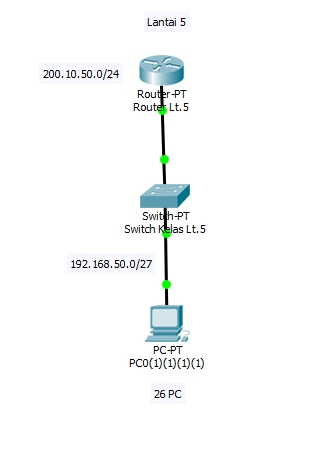 Lantai 5
200.10.50.0/24
Router-PT
Router Lt.5
Switch-PT
Switch Kelas Lt.5
192.168.50.0/27
PC-PT
PC0(1)(1)(1)(1)
26 PC